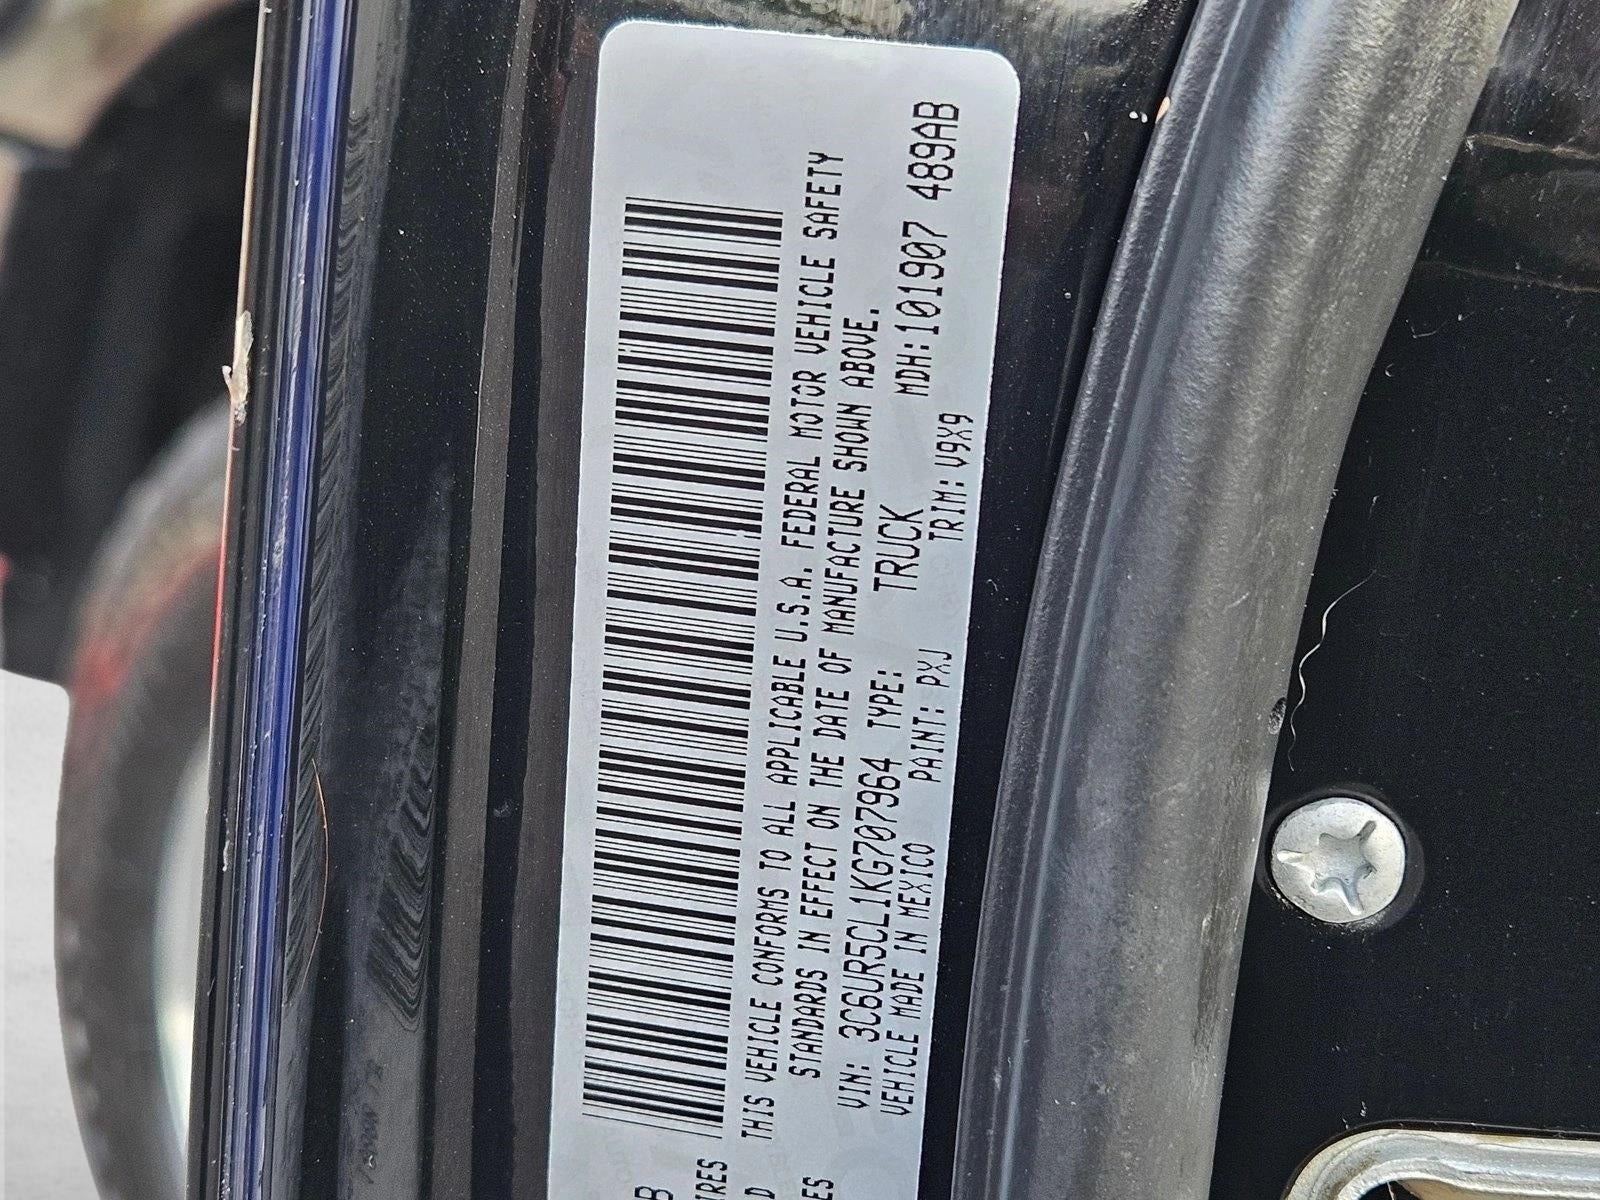 THIS VEHICLE CONFORMS TO ALL APPLICABLE U.S.A. FEDERAL MOTOR VEHICLE SAFETY
STANDARDS IN EFFECT ON THE DATE OF MANUFACTURE SHOWN ABOVE.
VIN: 3C6UR5CL1KG707964 TYPE: TRUCK MDH:101907 489AB
VEHICLE MADE IN MEXICO PAINT: PXJ TRIM: V9X9